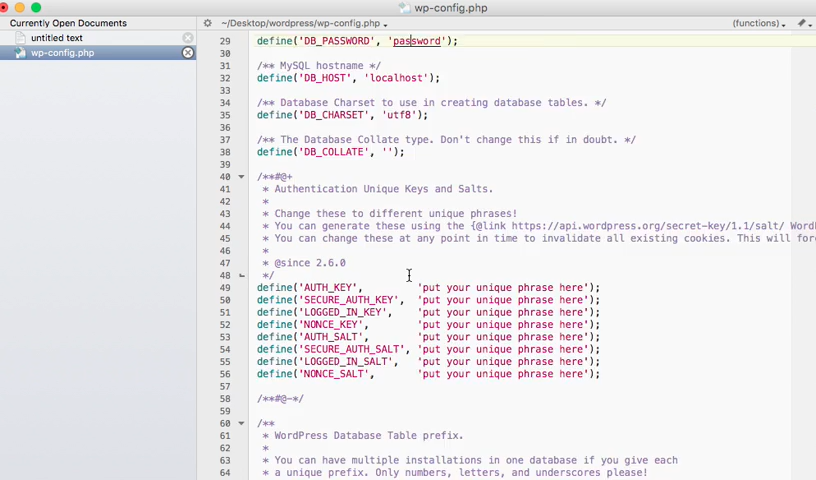 wp-config.php
Currently Open Documents
~/Desktop/wordpress/wp-config.php
(functions)
untitled text
wp-config.php
29 define('DB_PASSWORD', 'password');
30
31 /** MySQL hostname */
32 define('DB_HOST', 'localhost');
33
34 /** Database Charset to use in creating database tables. */
35 define('DB_CHARSET', 'utf8');
36
37 /** The Database Collate type. Don't change this if in doubt. */
38 define('DB_COLLATE', '');
39
40 /**#@+
41 * Authentication Unique Keys and Salts.
42 *
43 * Change these to different unique phrases!
44 * You can generate these using the {@link https://api.wordpress.org/secret-key/1.1/salt/ Word
45 * You can change these at any point in time to invalidate all existing cookies. This will for
46 *
47 * @since 2.6.0
48 */
49 define('AUTH_KEY', 'put your unique phrase here');
50 define('SECURE_AUTH_KEY', 'put your unique phrase here');
51 define('LOGGED_IN_KEY', 'put your unique phrase here');
52 define('NONCE_KEY', 'put your unique phrase here');
53 define('AUTH_SALT', 'put your unique phrase here');
54 define('SECURE_AUTH_SALT', 'put your unique phrase here');
55 define('LOGGED_IN_SALT', 'put your unique phrase here');
56 define('NONCE_SALT', 'put your unique phrase here');
57
58 /**#@-*/
59
60 /**
61 * WordPress Database Table prefix.
62 *
63 * You can have multiple installations in one database if you give each
64 * a unique prefix. Only numbers, letters, and underscores please!